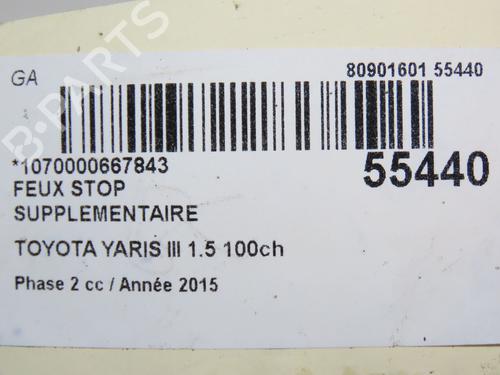 GA
80901601 55440
*1070000667843
55440
FEUX STOP
SUPPLEMENTAIRE
TOYOTA YARIS III 1.5 100ch
Phase 2 cc / Année 2015
B-PARTS